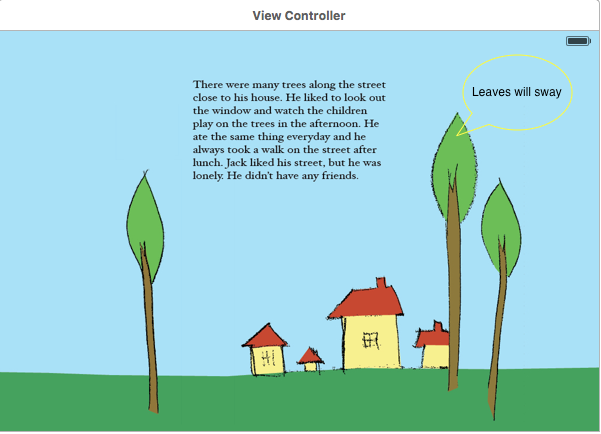 View Controller
There were many trees along the street
close to his house. He liked to look out
the window and watch the children
play on the trees in the afternoon. He
ate the same thing everyday and he
always took a walk on the street after
lunch. Jack liked his street, but he was
lonely. He didn't have any friends.
Leaves will sway